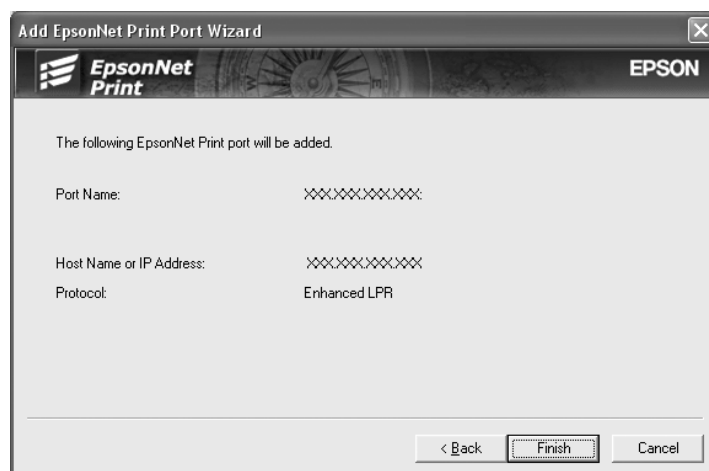 Add EpsonNet Print Port Wizard
EpsonNet
Print
EPSON
The following EpsonNet Print port will be added.
Port Name: XXX.XXX.XXX.XXX:
Host Name or IP Address: XXX.XXX.XXX.XXX
Protocol: Enhanced LPR
< Back Finish Cancel